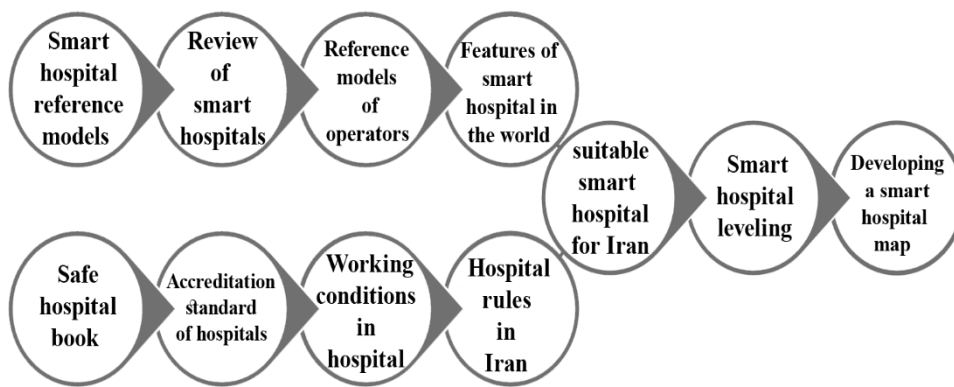 Smart
hospital
reference
models
Review
of
smart
hospitals
Reference
models
of
operators
Features of
smart
hospital in
the world
suitable
smart
hospital
for Iran
Smart
hospital
leveling
Developing
a smart
hospital
map
Safe
hospital
book
Accreditation
standard
of hospitals
Working
conditions
in
hospital
Hospital
rules
in
Iran